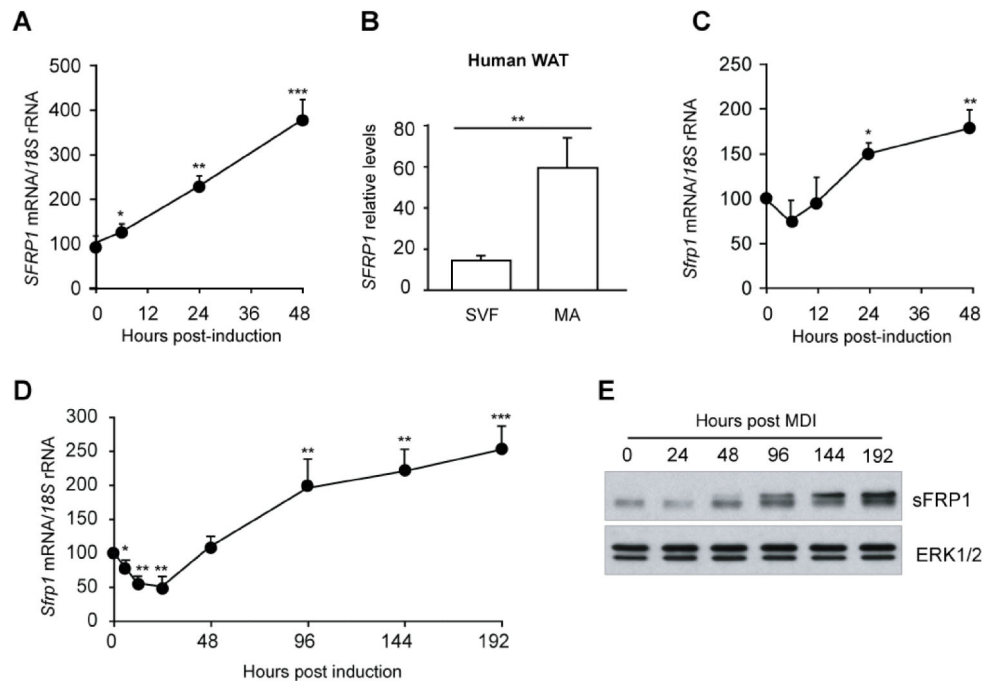 A
SFRP1 mRNA/18S rRNA
500
400
300
200
100
0
*
**
***
0 12 24 36 48
Hours post-induction
B
Human WAT
SFRP1 relative levels
80
60
40
20
0
**
SVF MA
C
Sfrp1 mRNA/18S rRNA
250
200
150
100
50
0
*
**
0 12 24 36 48
Hours post-induction
D
Sfrp1 mRNA/18S rRNA
300
250
200
150
100
50
0
*
**
**
**
**
***
0 48 96 144 192
Hours post induction
E
Hours post MDI
0 24 48 96 144 192
sFRP1
ERK1/2